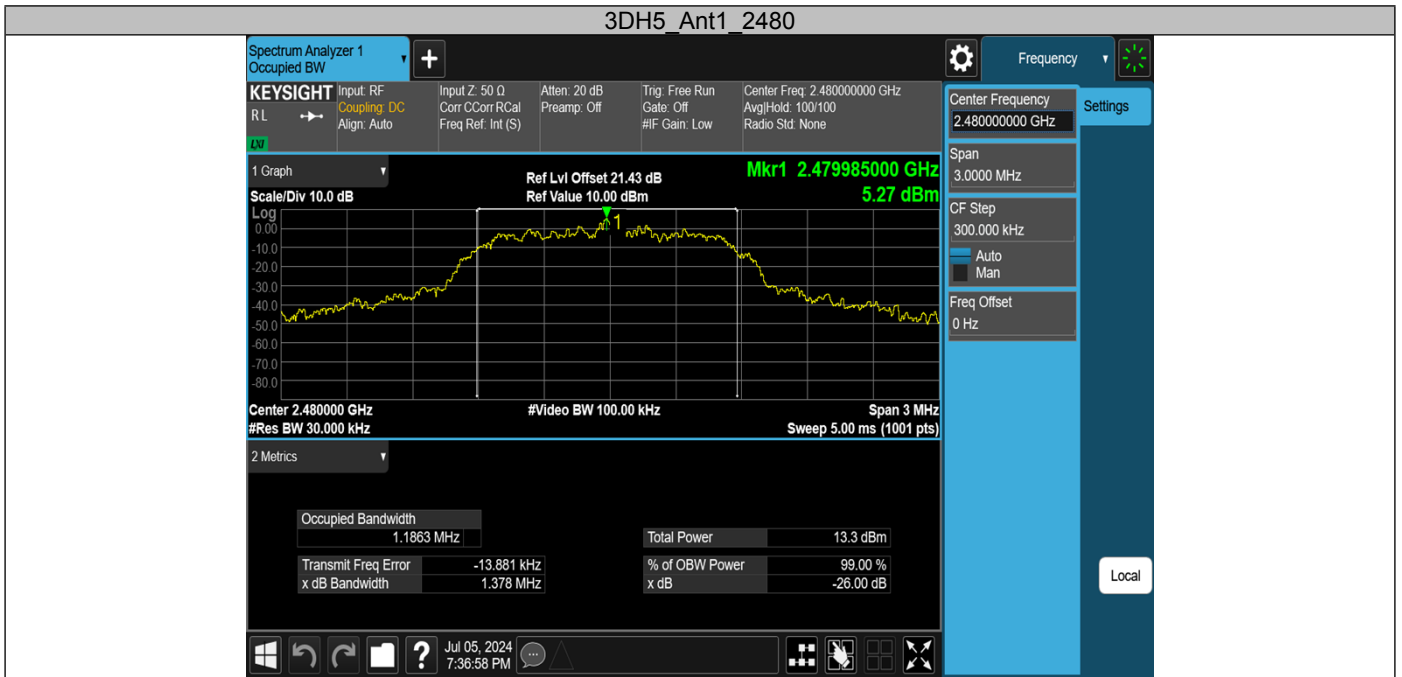 3DH5_Ant1_2480
Spectrum Analyzer 1
Occupied BW
+
Frequency
KEYSIGHT
RL
LXI
Input: RF
Coupling: DC
Align: Auto
Input Z: 50 Ω
Corr CCorr RCal
Freq Ref: Int (S)
Atten: 20 dB
Preamp: Off
Trig: Free Run
Gate: Off
#IF Gain: Low
Center Freq: 2.480000000 GHz
Avg|Hold: 100/100
Radio Std: None
Center Frequency
2.480000000 GHz
Settings
Span
3.0000 MHz
CF Step
300.000 kHz
Auto
Man
Freq Offset
0 Hz
Local
1 Graph
Scale/Div 10.0 dB
Ref Lvl Offset 21.43 dB
Ref Value 10.00 dBm
Mkr1 2.479985000 GHz
5.27 dBm
Log
0.00
-10.0
-20.0
-30.0
-40.0
-50.0
-60.0
-70.0
-80.0
1
Center 2.480000 GHz
#Res BW 30.000 kHz
#Video BW 100.00 kHz
Span 3 MHz
Sweep 5.00 ms (1001 pts)
2 Metrics
Occupied Bandwidth
1.1863 MHz
Total Power 13.3 dBm
Transmit Freq Error -13.881 kHz
% of OBW Power 99.00 %
x dB Bandwidth 1.378 MHz
x dB -26.00 dB
?
Jul 05, 2024
7:36:58 PM